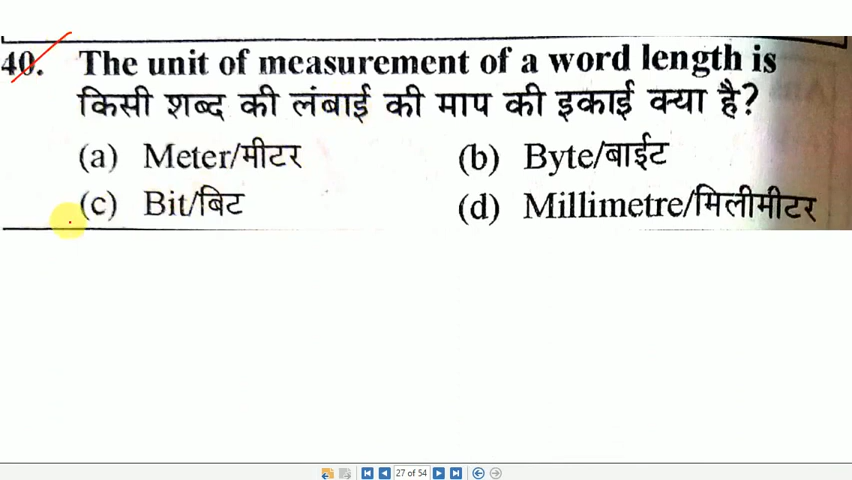 40. The unit of measurement of a word length is
किसी शब्द की लंबाई की माप की इकाई क्या है?
(a) Meter/मीटर (b) Byte/बाईट
(c) Bit/बिट (d) Millimetre/मिलीमीटर
27 of 54